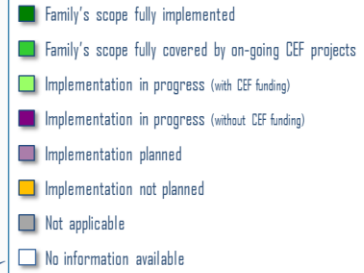 Family's scope fully implemented
Family's scope fully covered by on-going CEF projects
Implementation in progress (with CEF funding)
Implementation in progress (without CEF funding)
Implementation planned
Implementation not planned
Not applicable
No information available